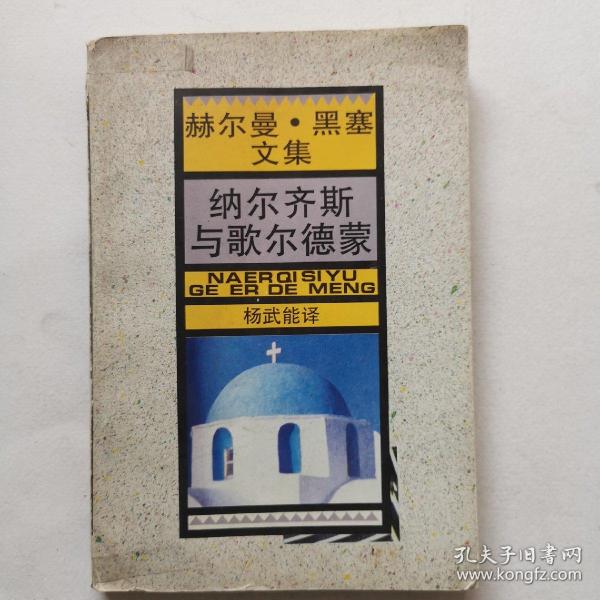 赫尔曼·黑塞
文集
纳尔齐斯
与歌尔德蒙
NAERQISIYU
GE ER DE MENG
杨武能译
孔夫子旧书网
www.kongfz.com